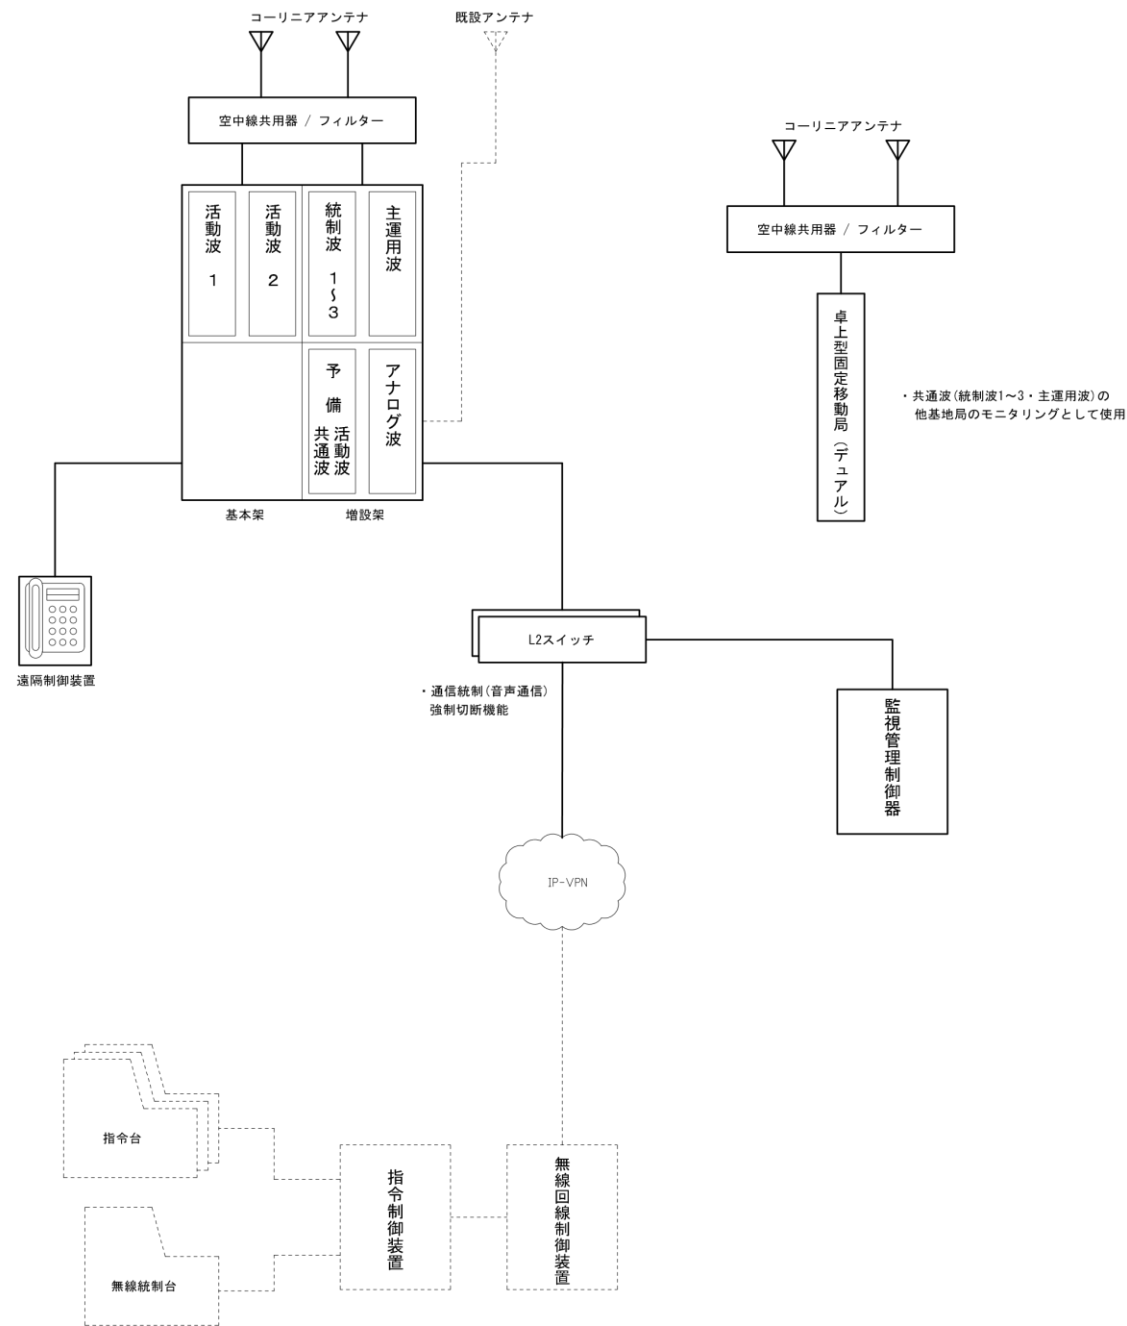 コーリニアアンテナ
既設アンテナ
空中線共用器 / フィルター
コーリニアアンテナ
空中線共用器 / フィルター
活動波 1
活動波 2
統制波 1~3
主運用波
予備 活動波
共通波
アナログ波
基本架
増設架
卓上型固定移動局(デュアル)
・共通波(統制波1~3・主運用波)の
他基地局のモニタリングとして使用
遠隔制御装置
L2スイッチ
・通信統制(音声通信)
強制切断機能
監視管理制御器
IP-VPN
指令台
無線統制台
指令制御装置
無線回線制御装置